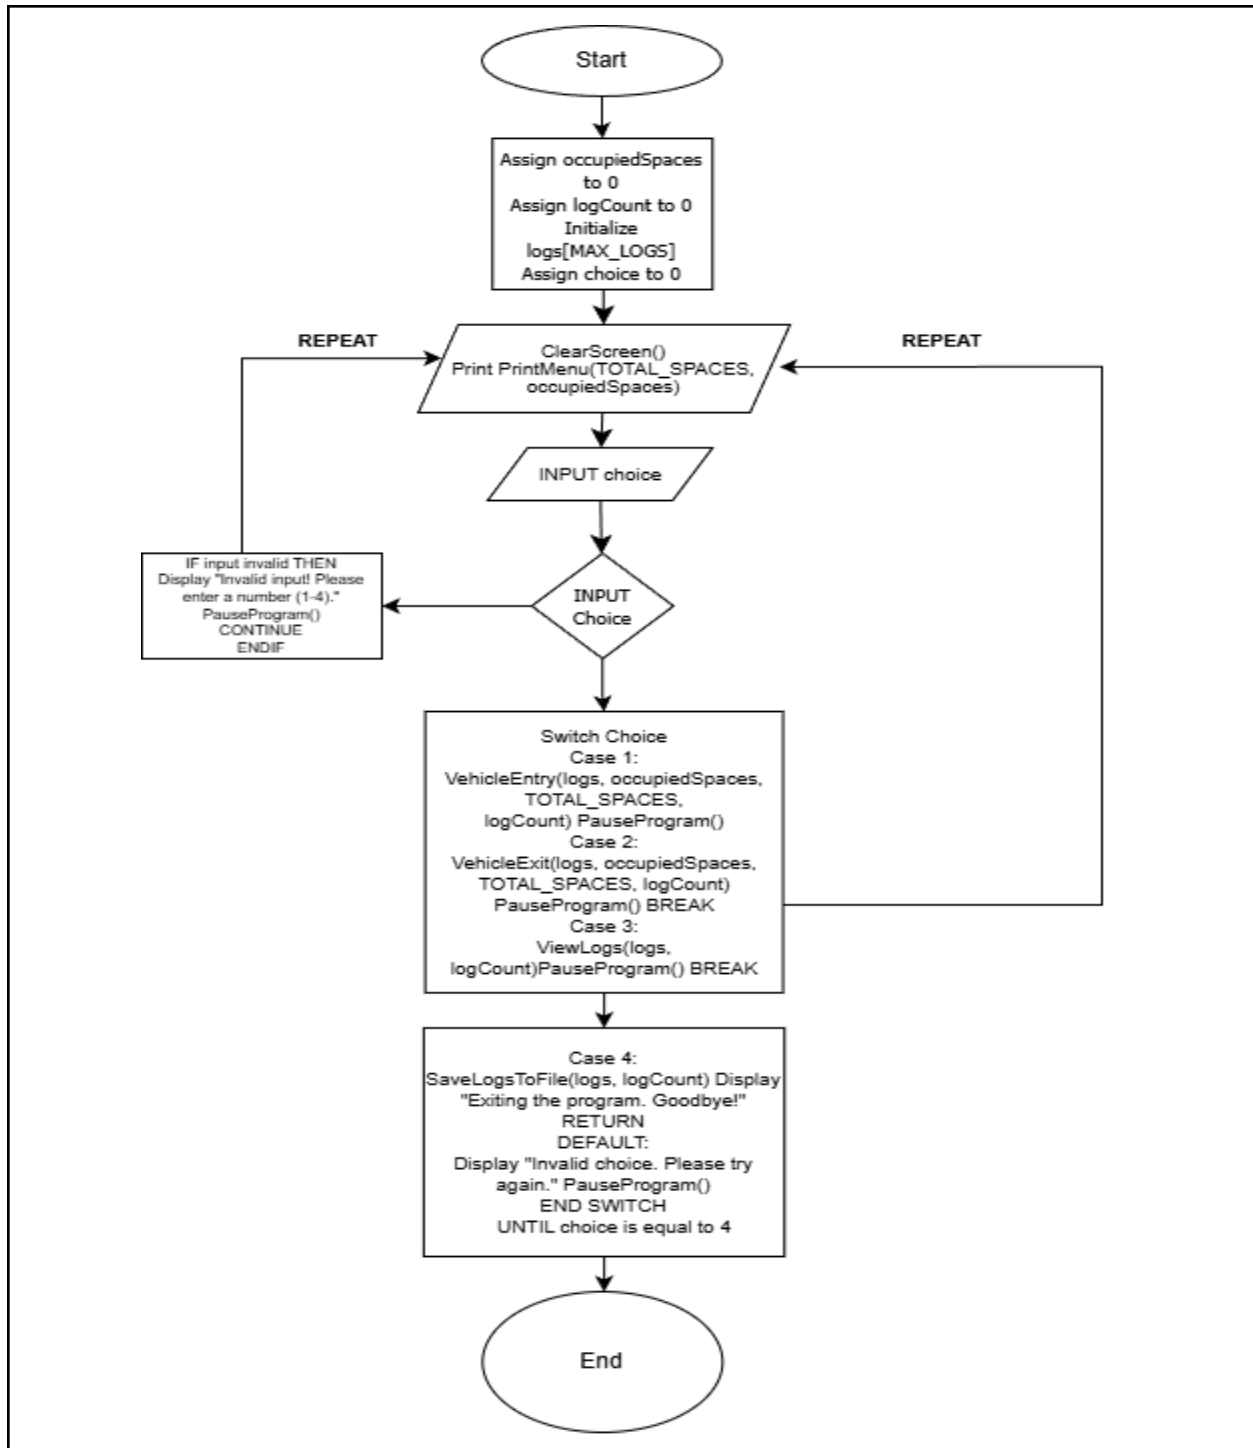 Start
Assign occupiedSpaces
to 0
Assign logCount to 0
Initialize
logs[MAX_LOGS]
Assign choice to 0
REPEAT
REPEAT
ClearScreen()
Print PrintMenu(TOTAL_SPACES,
occupiedSpaces)
INPUT choice
IF input invalid THEN
Display "Invalid input! Please
enter a number (1-4)."
PauseProgram()
CONTINUE
ENDIF
INPUT
Choice
Switch Choice
Case 1:
VehicleEntry(logs, occupiedSpaces,
TOTAL_SPACES,
logCount) PauseProgram()
Case 2:
VehicleExit(logs, occupiedSpaces,
TOTAL_SPACES, logCount)
PauseProgram() BREAK
Case 3:
ViewLogs(logs,
logCount)PauseProgram() BREAK
Case 4:
SaveLogsToFile(logs, logCount) Display
"Exiting the program. Goodbye!"
RETURN
DEFAULT:
Display "Invalid choice. Please try
again." PauseProgram()
END SWITCH
UNTIL choice is equal to 4
End